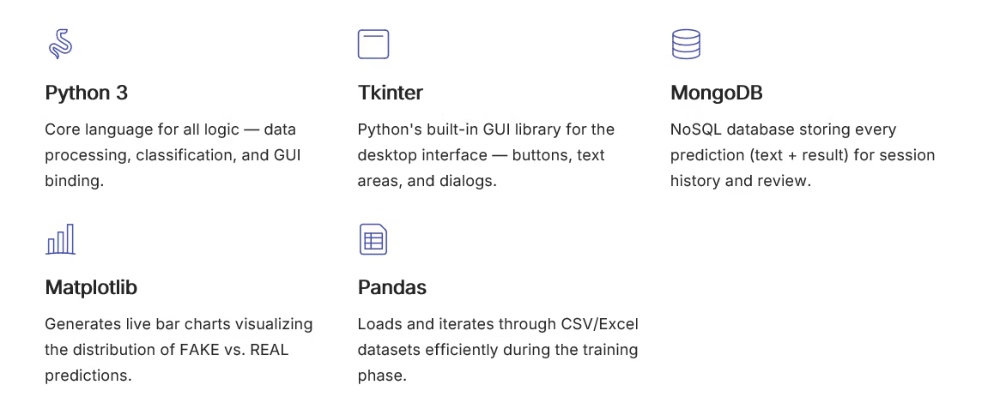 Python 3
Core language for all logic — data
processing, classification, and GUI
binding.
Tkinter
Python's built-in GUI library for the
desktop interface — buttons, text
areas, and dialogs.
MongoDB
NoSQL database storing every
prediction (text + result) for session
history and review.
Matplotlib
Generates live bar charts visualizing
the distribution of FAKE vs. REAL
predictions.
Pandas
Loads and iterates through CSV/Excel
datasets efficiently during the training
phase.